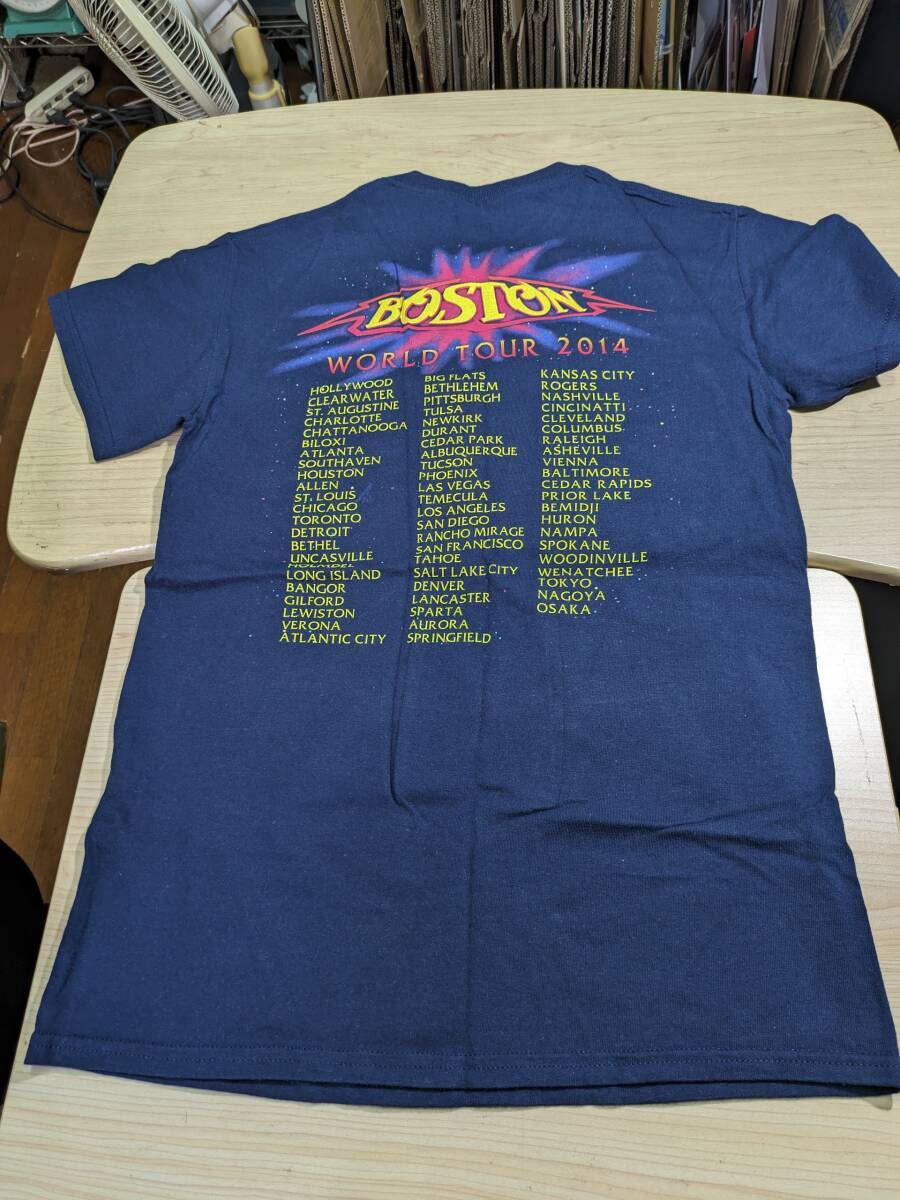 BOSTON
WORLD TOUR 2014
HOLLYWOOD
CLEARWATER
ST. AUGUSTINE
CHARLOTTE
CHATTANOOGA
BILOXI
ATLANTA
SOUTHAVEN
HOUSTON
ALLEN
ST. LOUIS
CHICAGO
TORONTO
DETROIT
BETHEL
UNCASVILLE
HOLMDEL
LONG ISLAND
BANGOR
GILFORD
LEWISTON
VERONA
ATLANTIC CITY
BIG FLATS
BETHLEHEM
PITTSBURGH
TULSA
NEWKIRK
DURANT
CEDAR PARK
ALBUQUERQUE
TUCSON
PHOENIX
LAS VEGAS
TEMECULA
LOS ANGELES
SAN DIEGO
RANCHO MIRAGE
SAN FRANCISCO
TAHOE
SALT LAKE CITY
DENVER
LANCASTER
SPARTA
AURORA
SPRINGFIELD
KANSAS CITY
ROGERS
NASHVILLE
CINCINATTI
CLEVELAND
COLUMBUS
RALEIGH
ASHEVILLE
VIENNA
BALTIMORE
CEDAR RAPIDS
PRIOR LAKE
BEMIDJI
HURON
NAMPA
SPOKANE
WOODINVILLE
WENATCHEE
TOKYO
NAGOYA
OSAKA